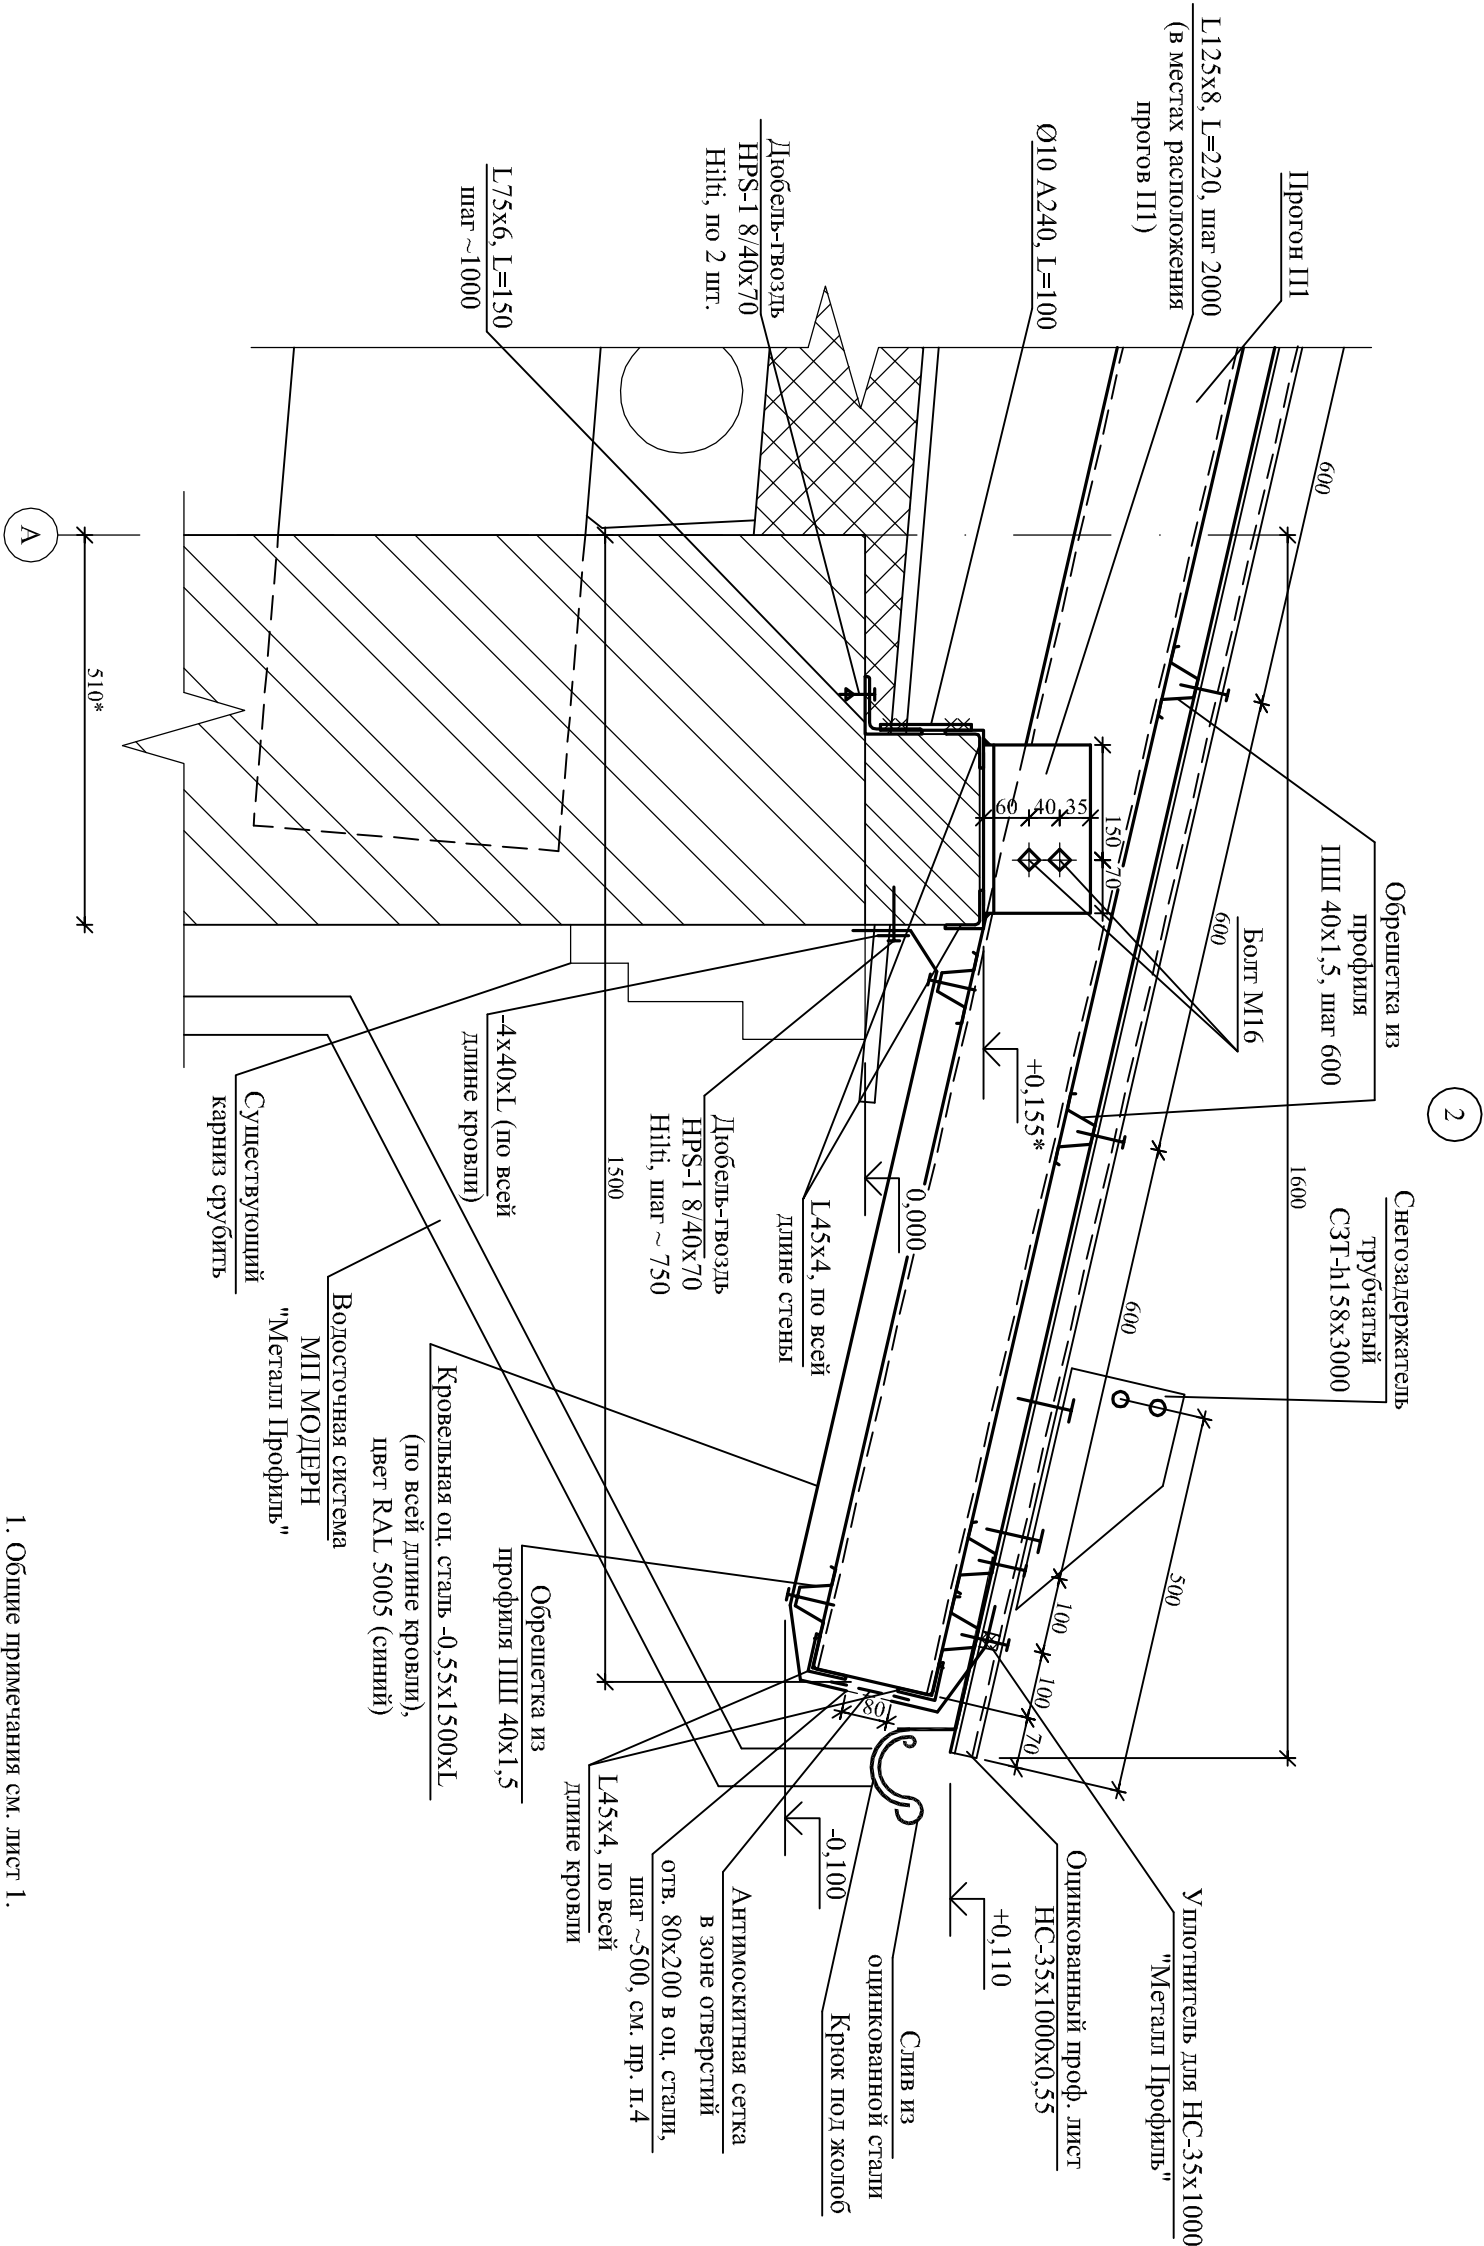 2
Прогон П1
L125x8, L=220, шаг 2000
(в местах расположения
прогов П1)
Ø10 А240, L=100
Дюбель-гвоздь
HPS-1 8/40x70
Hilti, по 2 шт.
L75x6, L=150
шаг ~1000
Обрешетка из
профиля
ПШ 40x1,5, шаг 600
Болт М16
Снегозадержатель
трубчатый
СЗТ-h158x3000
Уплотнитель для НС-35x1000
"Металл Профиль"
Оцинкованный проф. лист
НС-35x1000x0,55
Слив из
оцинкованной стали
Крюк под жолоб
Антимоскитная сетка
в зоне отверстий
отв. 80x200 в оц. стали,
шаг ~500, см. пр. п.4
L45x4, по всей
длине кровли
Обрешетка из
профиля ПШ 40x1,5
Кровельная оц. сталь -0,55x1500xL
(по всей длине кровли),
цвет RAL 5005 (синий)
Водосточная система
МП МОДЕРН
"Металл Профиль"
Существующий
карниз срубить
-4x40xL (по всей
длине кровли)
Дюбель-гвоздь
HPS-1 8/40x70
Hilti, шаг ~ 750
L45x4, по всей
длине стены
600
600
600
500
100
100
70
1600
1500
150
70
60
40
35
80
+0,155*
0,000
+0,110
-0,100
510*
А
1. Общие примечания см. лист 1.